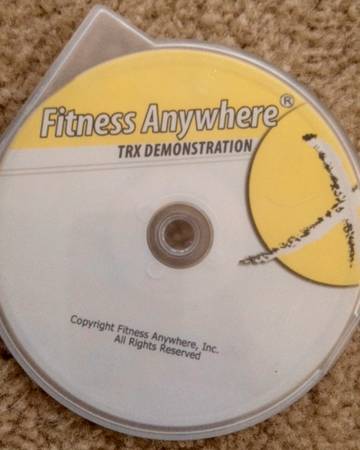 Fitness Anywhere®
TRX DEMONSTRATION
Copyright Fitness Anywhere, Inc.
All Rights Reserved